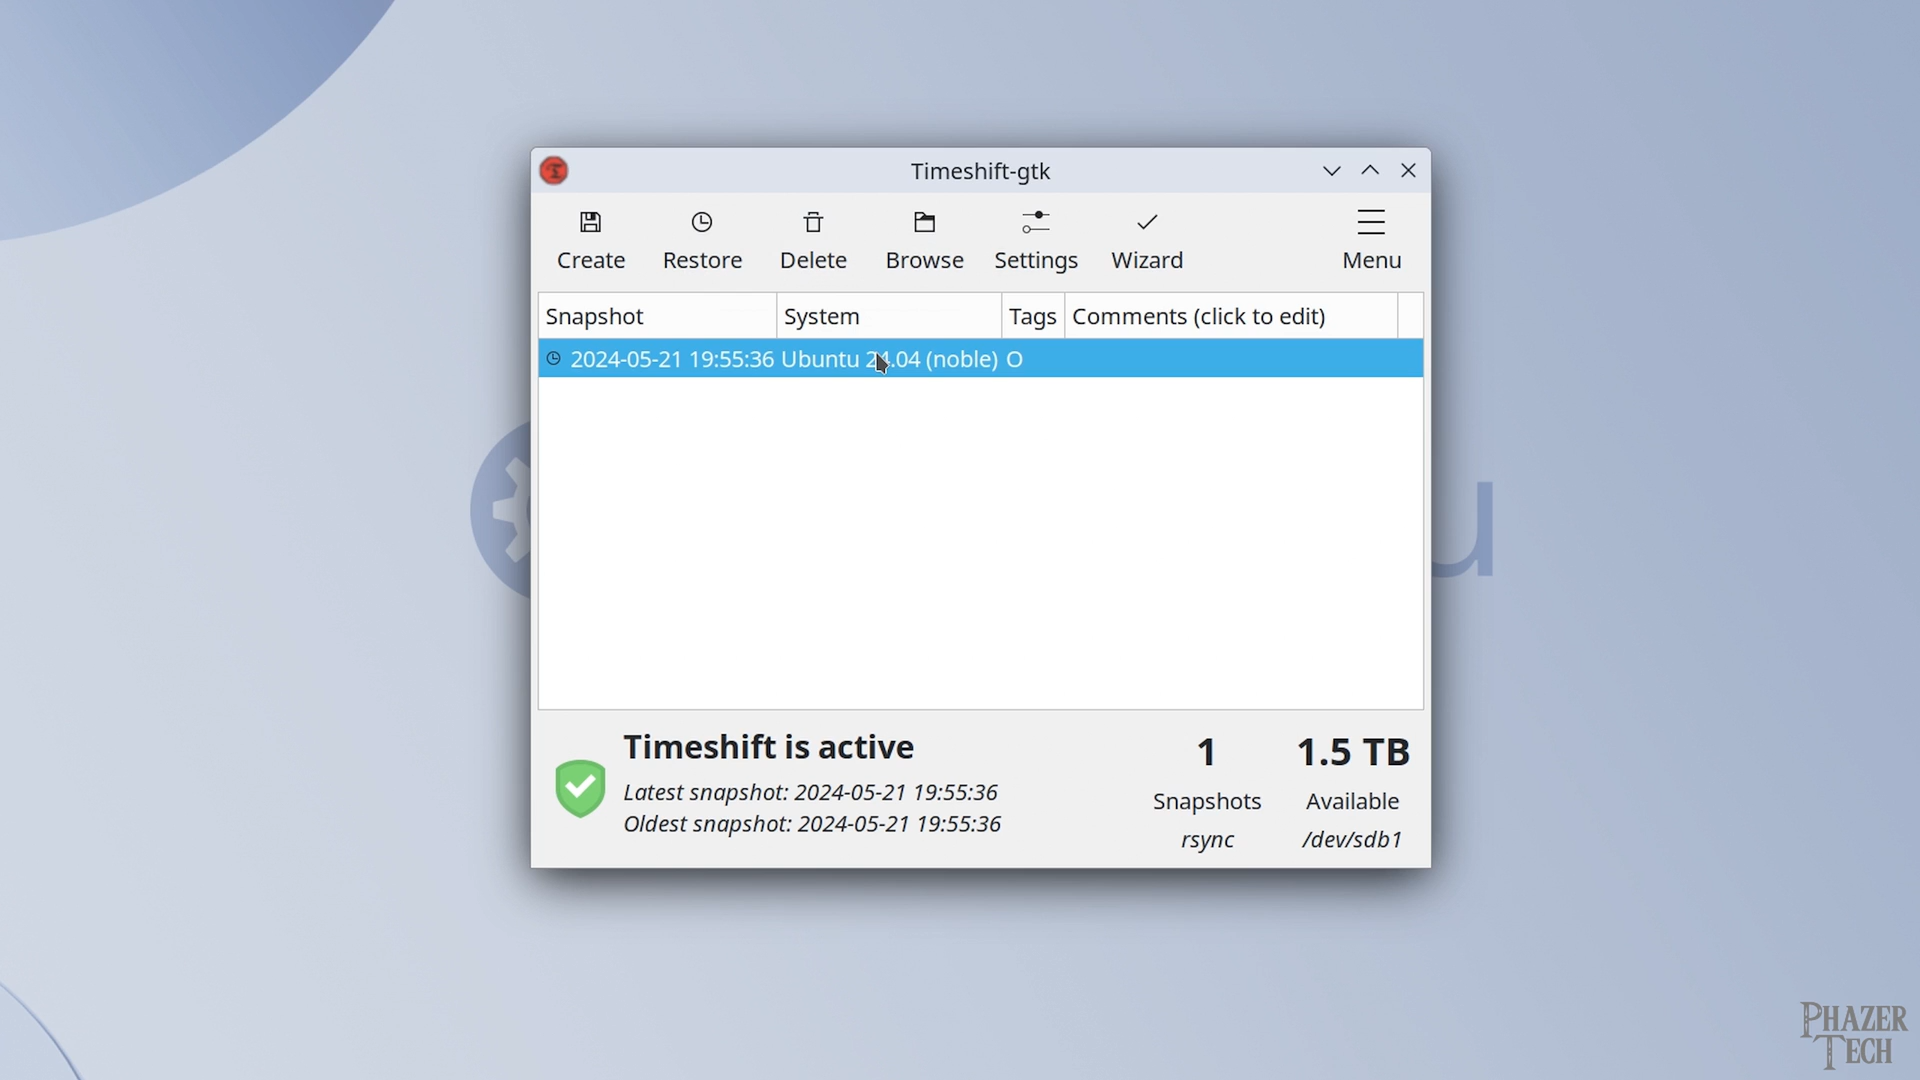 Timeshift-gtk
Create Restore Delete Browse Settings Wizard Menu
Snapshot System Tags Comments (click to edit)
2024-05-21 19:55:36 Ubuntu 24.04 (noble) O
Timeshift is active
Latest snapshot: 2024-05-21 19:55:36
Oldest snapshot: 2024-05-21 19:55:36
1
Snapshots
rsync
1.5 TB
Available
/dev/sdb1
u
PHAZER
TECH